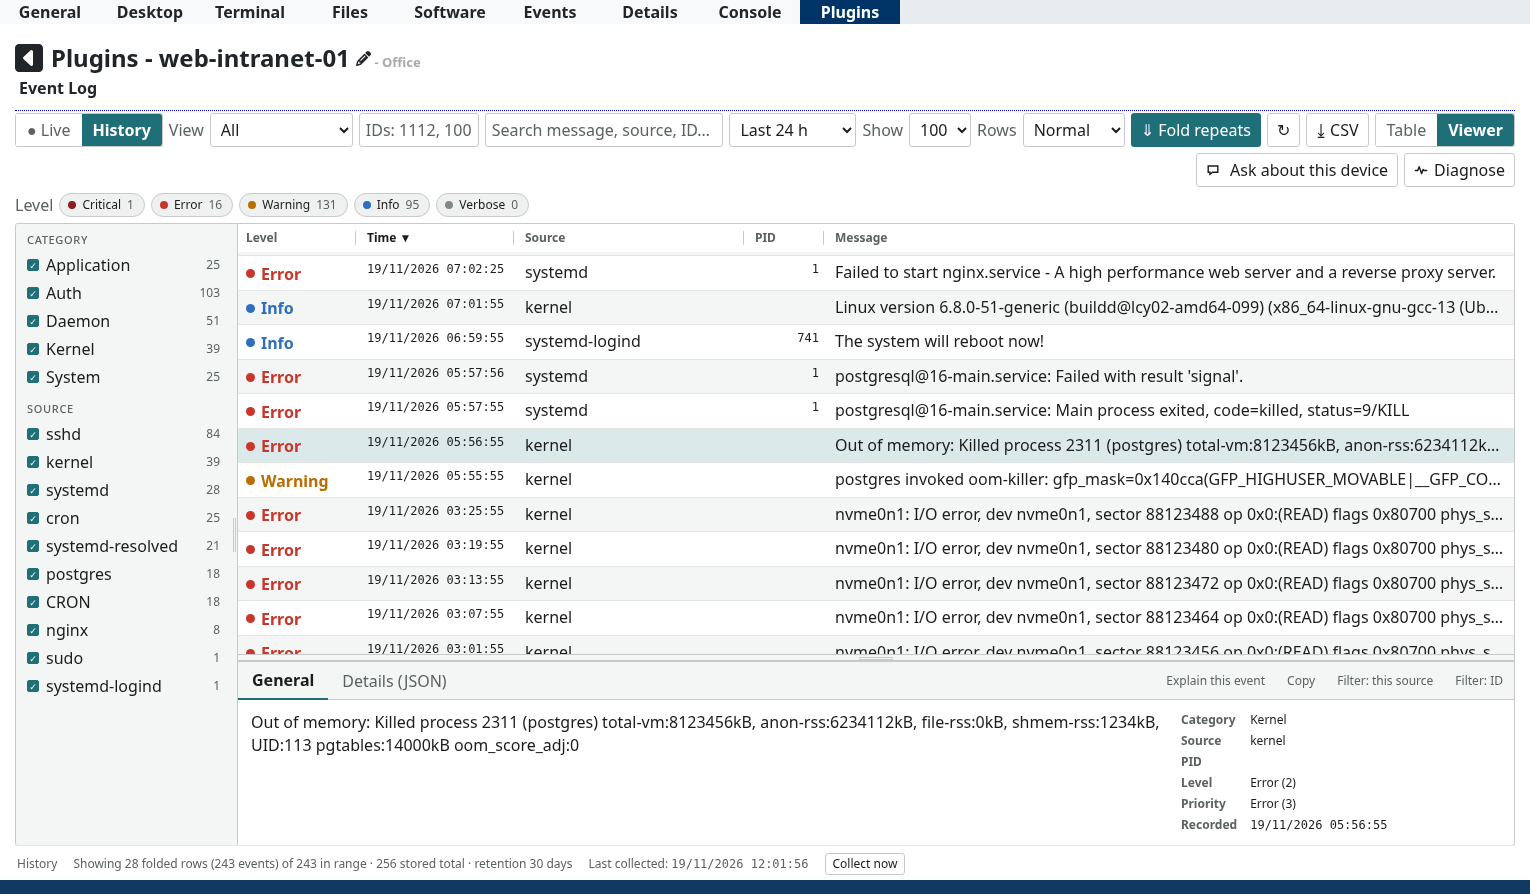 General Desktop Terminal Files Software Events Details Console Plugins
Plugins - web-intranet-01 - Office
Event Log
● Live History View All IDs: 1112, 100 Search message, source, ID... Last 24 h Show 100 Rows Normal ⇓ Fold repeats ↻ ⤓ CSV Table Viewer
Ask about this device Diagnose
Level Critical 1 Error 16 Warning 131 Info 95 Verbose 0
CATEGORY
Application 25
Auth 103
Daemon 51
Kernel 39
System 25
SOURCE
sshd 84
kernel 39
systemd 28
cron 25
systemd-resolved 21
postgres 18
CRON 18
nginx 8
sudo 1
systemd-logind 1
Level Time ▼ Source PID Message
Error 19/11/2026 07:02:25 systemd 1 Failed to start nginx.service - A high performance web server and a reverse proxy server.
Info 19/11/2026 07:01:55 kernel Linux version 6.8.0-51-generic (buildd@lcy02-amd64-099) (x86_64-linux-gnu-gcc-13 (Ub...
Info 19/11/2026 06:59:55 systemd-logind 741 The system will reboot now!
Error 19/11/2026 05:57:56 systemd 1 postgresql@16-main.service: Failed with result 'signal'.
Error 19/11/2026 05:57:55 systemd 1 postgresql@16-main.service: Main process exited, code=killed, status=9/KILL
Error 19/11/2026 05:56:55 kernel Out of memory: Killed process 2311 (postgres) total-vm:8123456kB, anon-rss:6234112k...
Warning 19/11/2026 05:55:55 kernel postgres invoked oom-killer: gfp_mask=0x140cca(GFP_HIGHUSER_MOVABLE|__GFP_CO...
Error 19/11/2026 03:25:55 kernel nvme0n1: I/O error, dev nvme0n1, sector 88123488 op 0x0:(READ) flags 0x80700 phys_s...
Error 19/11/2026 03:19:55 kernel nvme0n1: I/O error, dev nvme0n1, sector 88123480 op 0x0:(READ) flags 0x80700 phys_s...
Error 19/11/2026 03:13:55 kernel nvme0n1: I/O error, dev nvme0n1, sector 88123472 op 0x0:(READ) flags 0x80700 phys_s...
Error 19/11/2026 03:07:55 kernel nvme0n1: I/O error, dev nvme0n1, sector 88123464 op 0x0:(READ) flags 0x80700 phys_s...
Error 19/11/2026 03:01:55 kernel nvme0n1: I/O error, dev nvme0n1, sector 88123456 op 0x0:(READ) flags 0x80700 phys_s...
General Details (JSON) Explain this event Copy Filter: this source Filter: ID
Out of memory: Killed process 2311 (postgres) total-vm:8123456kB, anon-rss:6234112kB, file-rss:0kB, shmem-rss:1234kB,
UID:113 pgtables:14000kB oom_score_adj:0
Category Kernel
Source kernel
PID
Level Error (2)
Priority Error (3)
Recorded 19/11/2026 05:56:55
History Showing 28 folded rows (243 events) of 243 in range · 256 stored total · retention 30 days Last collected: 19/11/2026 12:01:56 Collect now